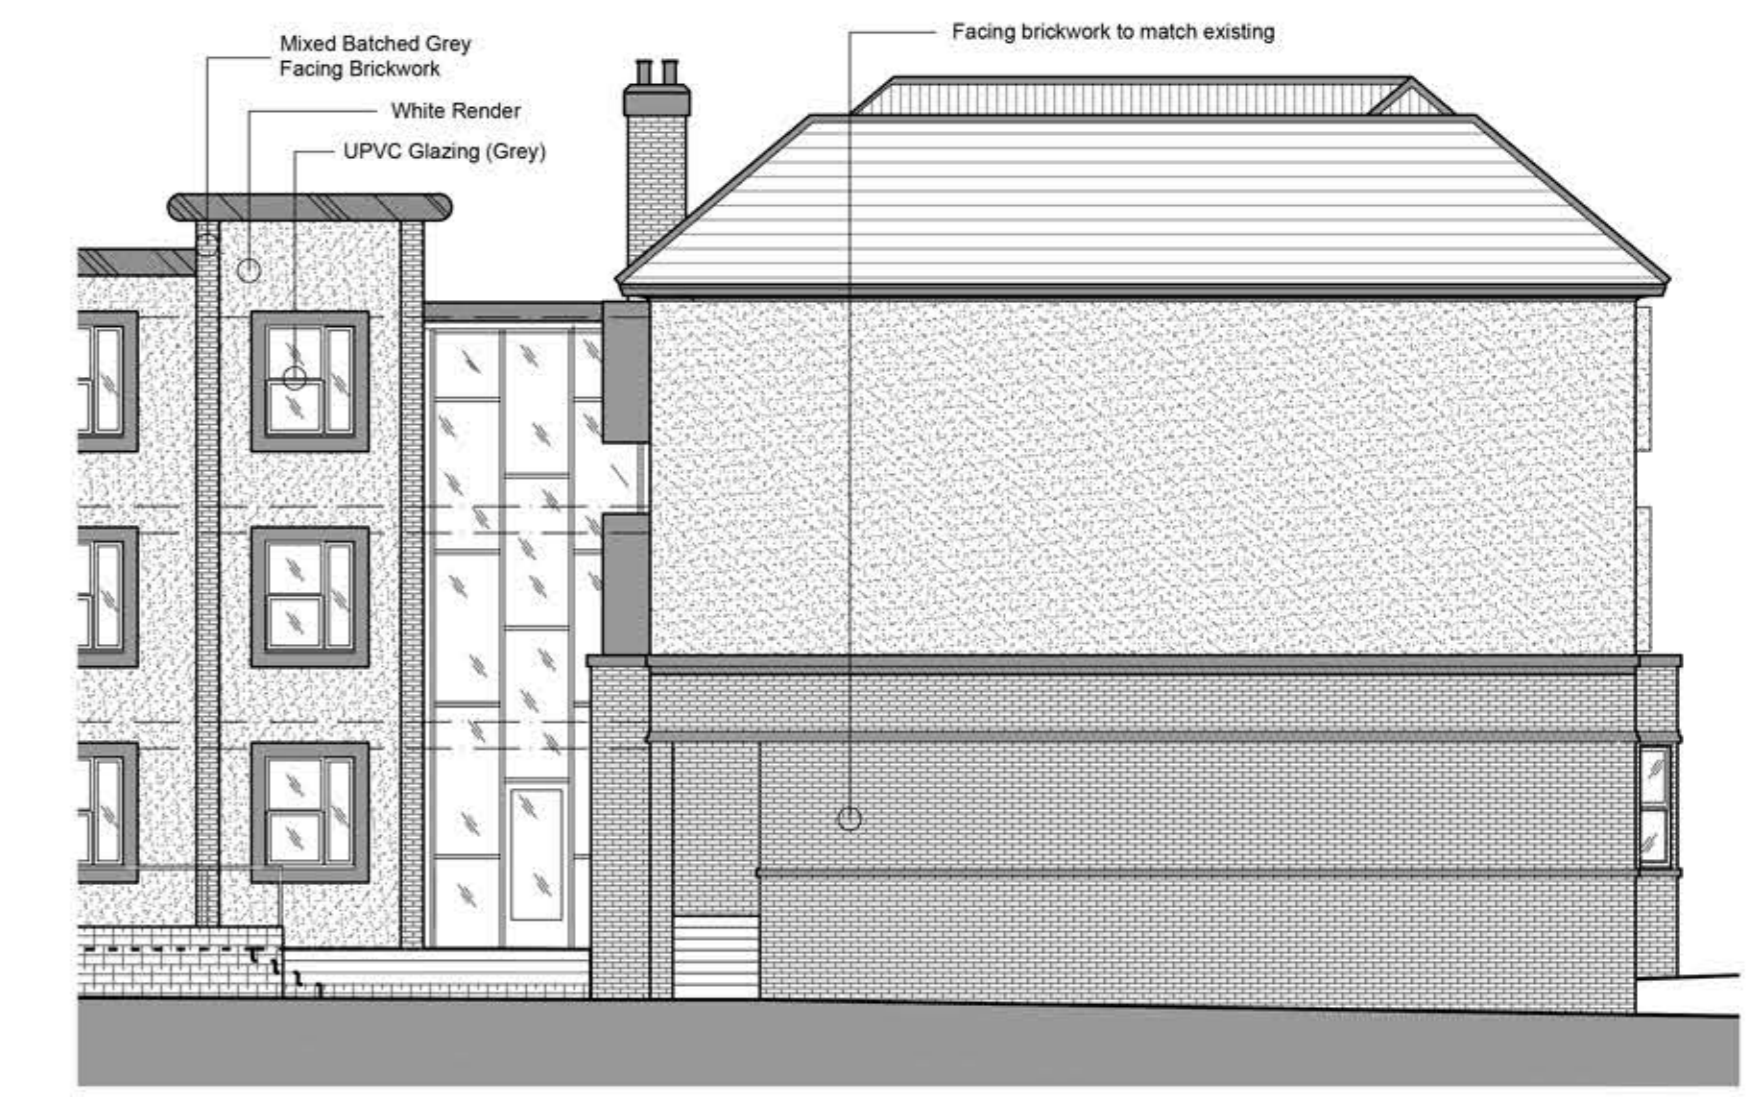 Mixed Batched Grey
Facing Brickwork
White Render
UPVC Glazing (Grey)
Facing brickwork to match existing